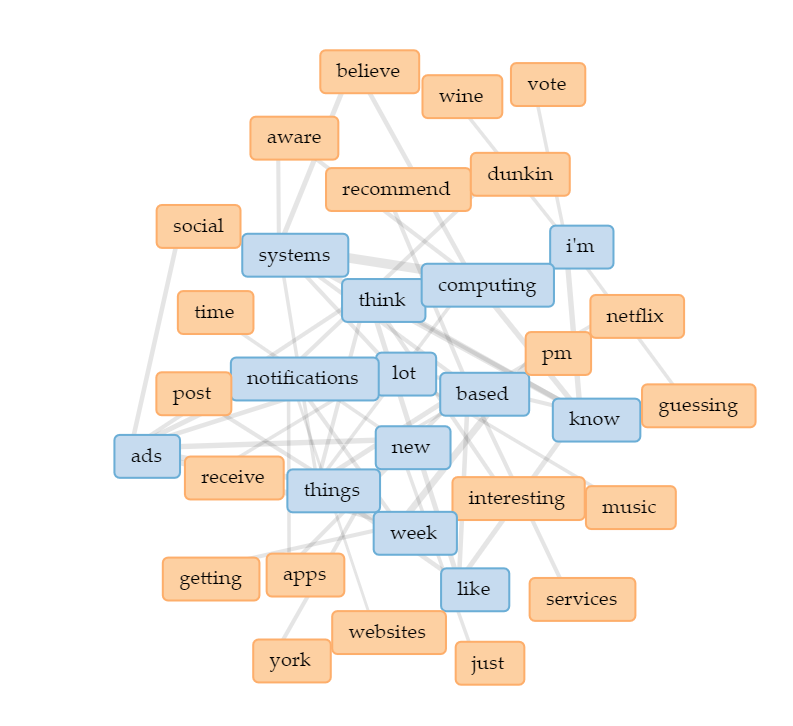 believe
wine
vote
aware
dunkin
recommend
social
i'm
systems
computing
think
time
netflix
pm
lot
notifications
post
based
guessing
know
new
ads
receive
things
interesting
music
week
getting
apps
like
services
websites
york
just